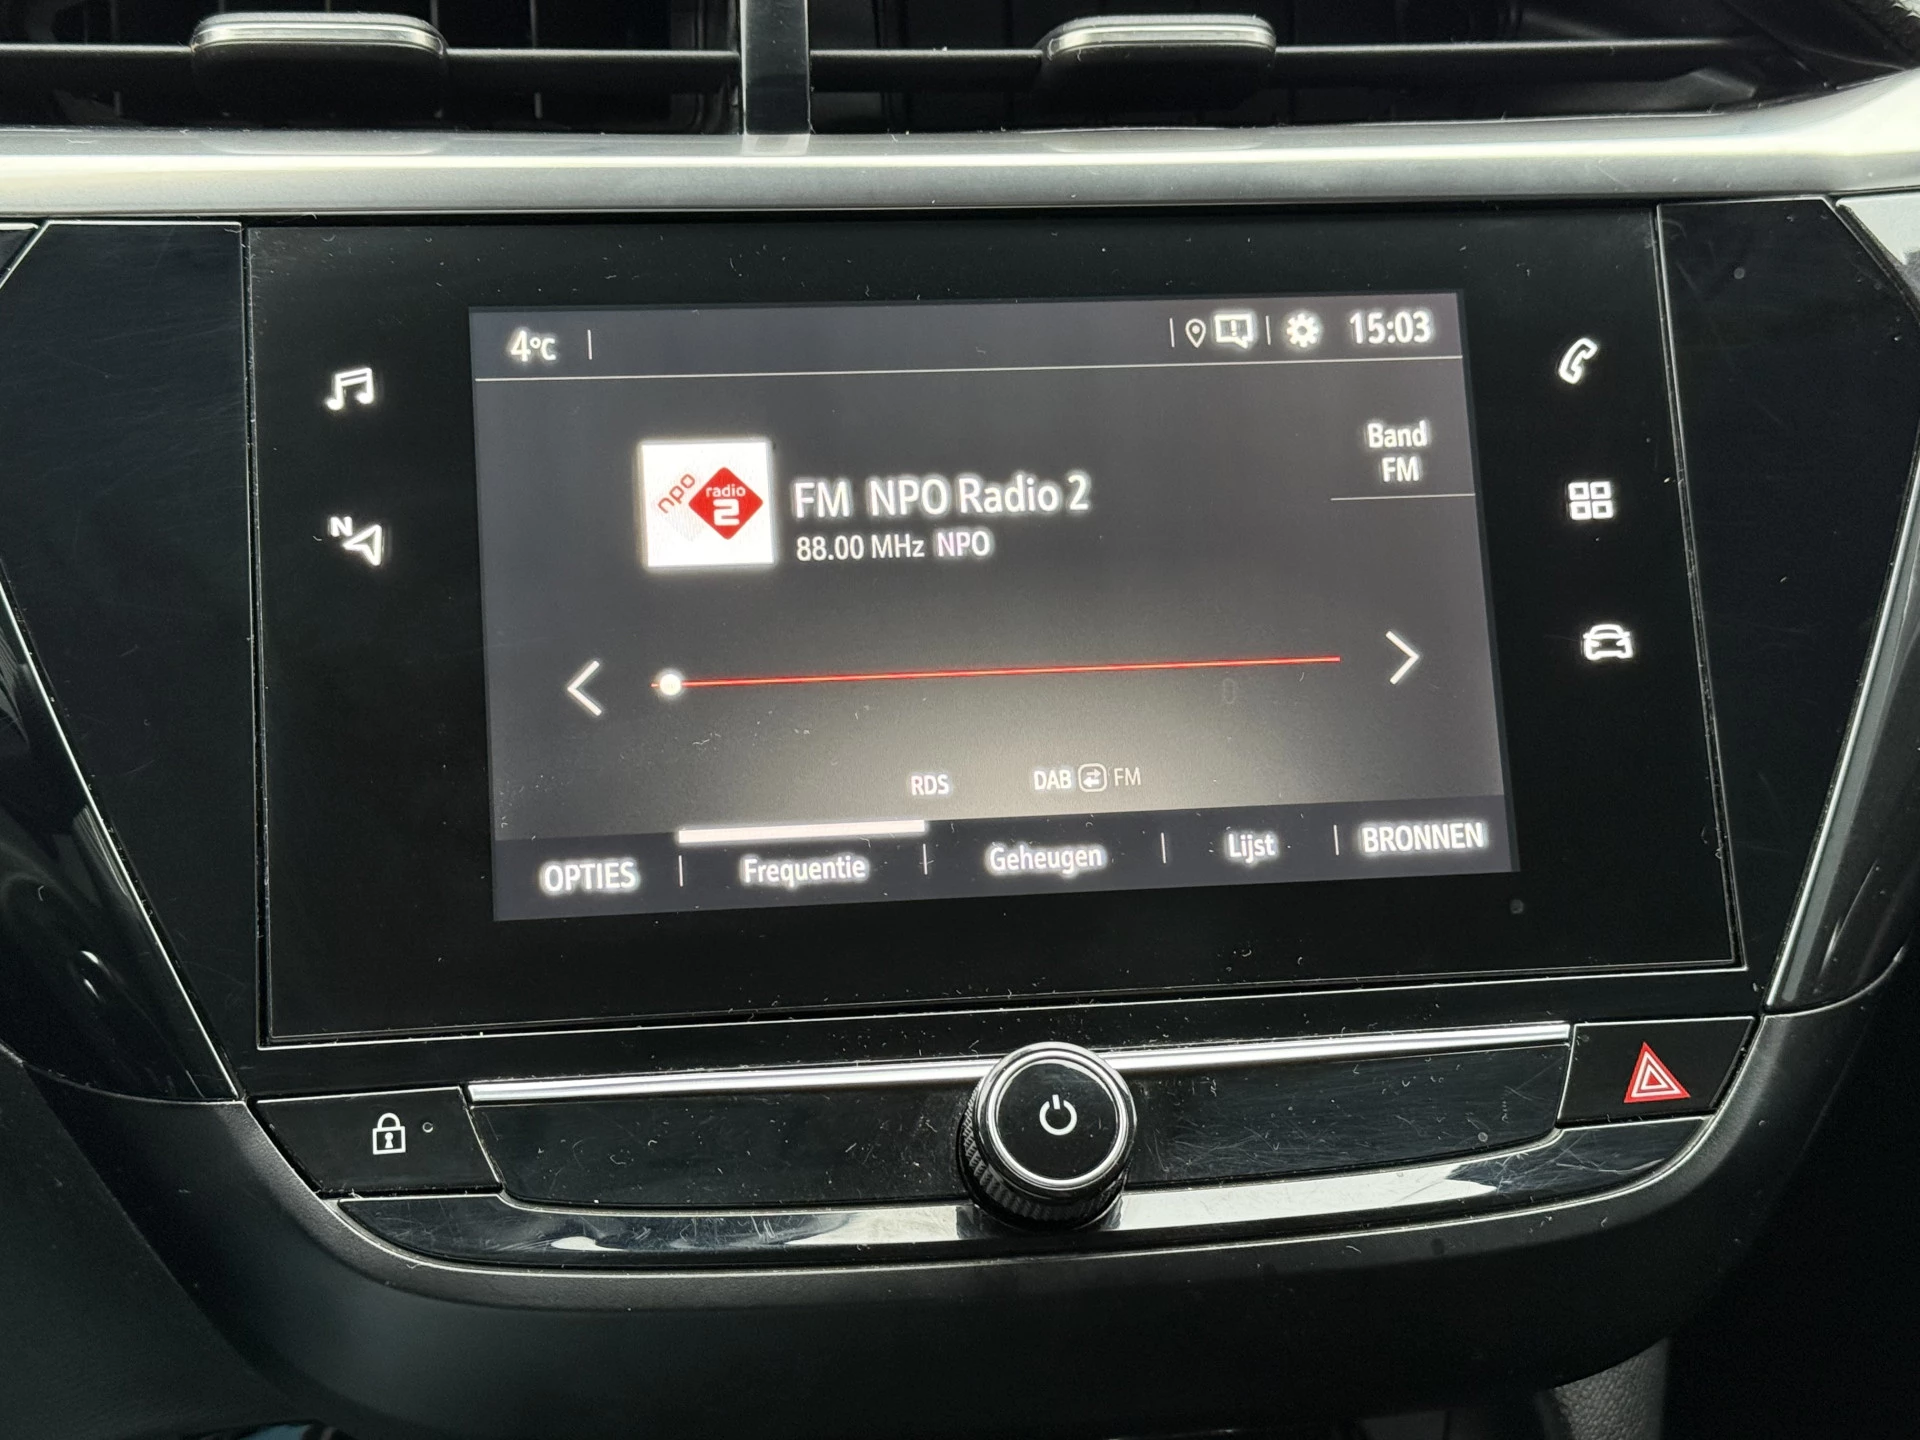 4°C
15:03
Band
FM
N
npo
radio
2
FM NPO Radio 2
88.00 MHz NPO
RDS
DAB FM
OPTIES
Frequentie
Geheugen
Lijst
BRONNEN